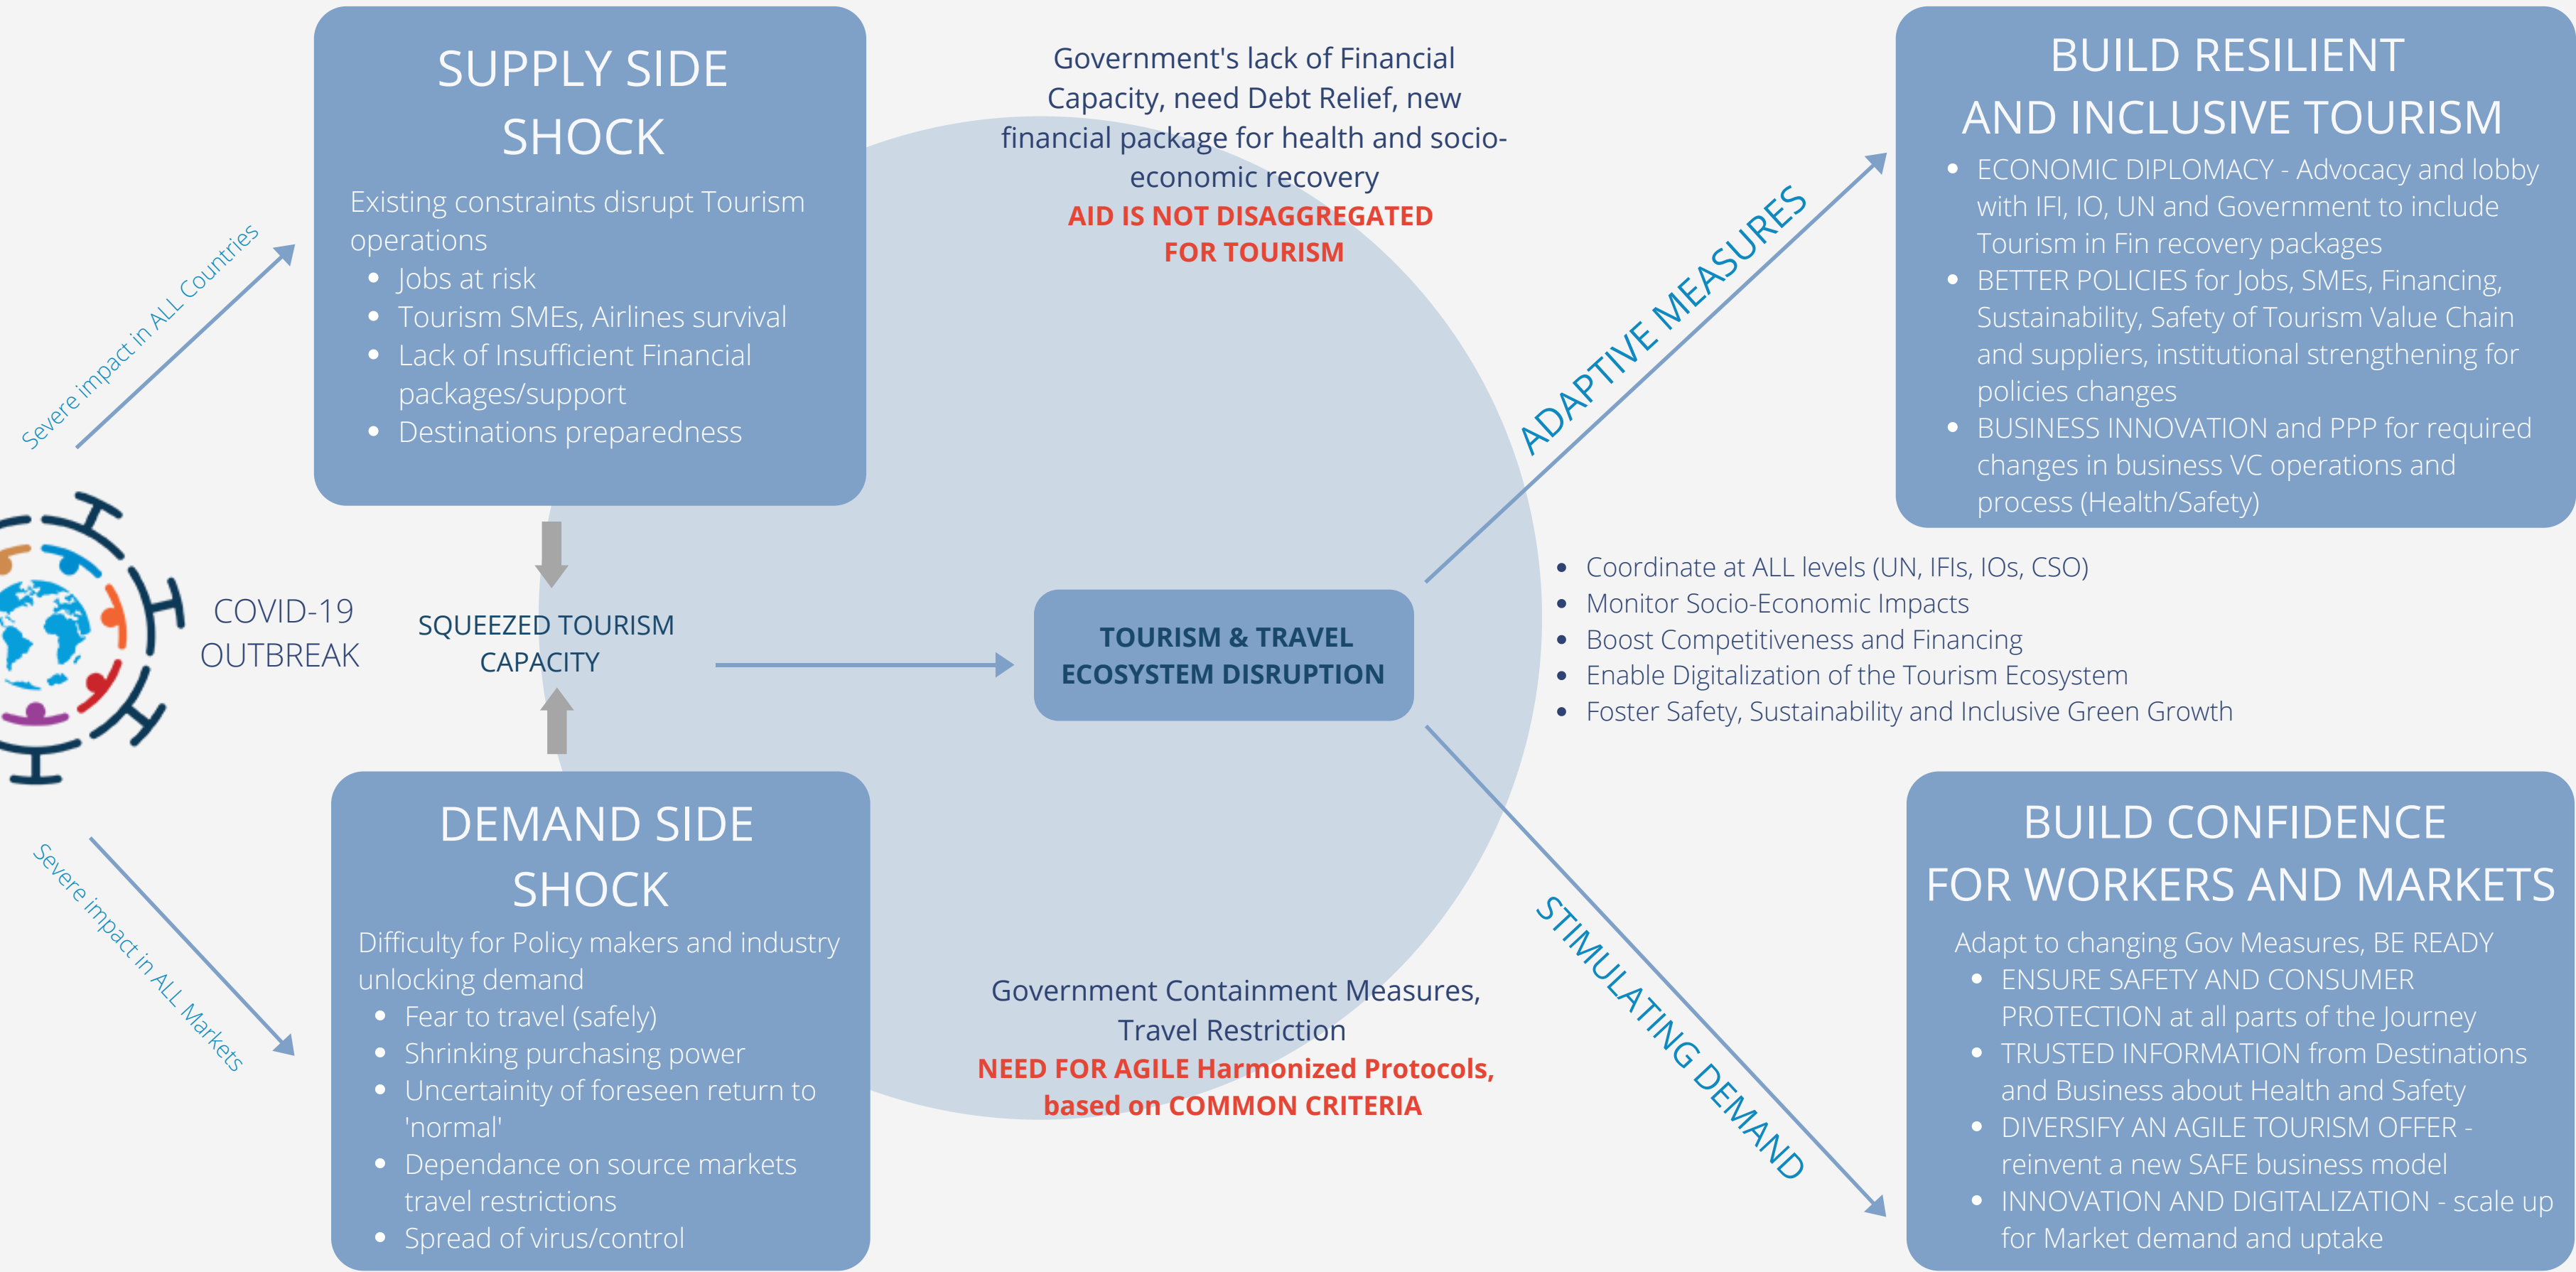 SUPPLY SIDE
SHOCK
Existing constraints disrupt Tourism
operations
• Jobs at risk
• Tourism SMEs, Airlines survival
• Lack of Insufficient Financial
packages/support
• Destinations preparedness
Severe impact in ALL Countries
COVID-19
OUTBREAK
SQUEEZED TOURISM
CAPACITY
Severe impact in ALL Markets
DEMAND SIDE
SHOCK
Difficulty for Policy makers and industry
unlocking demand
• Fear to travel (safely)
• Shrinking purchasing power
• Uncertainity of foreseen return to
'normal'
• Dependance on source markets
travel restrictions
• Spread of virus/control
Government's lack of Financial
Capacity, need Debt Relief, new
financial package for health and socio-
economic recovery
AID IS NOT DISAGGREGATED
FOR TOURISM
TOURISM & TRAVEL
ECOSYSTEM DISRUPTION
Government Containment Measures,
Travel Restriction
NEED FOR AGILE Harmonized Protocols,
based on COMMON CRITERIA
ADAPTIVE MEASURES
STIMULATING DEMAND
BUILD RESILIENT
AND INCLUSIVE TOURISM
• ECONOMIC DIPLOMACY - Advocacy and lobby
with IFI, IO, UN and Government to include
Tourism in Fin recovery packages
• BETTER POLICIES for Jobs, SMEs, Financing,
Sustainability, Safety of Tourism Value Chain
and suppliers, institutional strengthening for
policies changes
• BUSINESS INNOVATION and PPP for required
changes in business VC operations and
process (Health/Safety)
• Coordinate at ALL levels (UN, IFIs, IOs, CSO)
• Monitor Socio-Economic Impacts
• Boost Competitiveness and Financing
• Enable Digitalization of the Tourism Ecosystem
• Foster Safety, Sustainability and Inclusive Green Growth
BUILD CONFIDENCE
FOR WORKERS AND MARKETS
Adapt to changing Gov Measures, BE READY
• ENSURE SAFETY AND CONSUMER
PROTECTION at all parts of the Journey
• TRUSTED INFORMATION from Destinations
and Business about Health and Safety
• DIVERSIFY AN AGILE TOURISM OFFER -
reinvent a new SAFE business model
• INNOVATION AND DIGITALIZATION - scale up
for Market demand and uptake